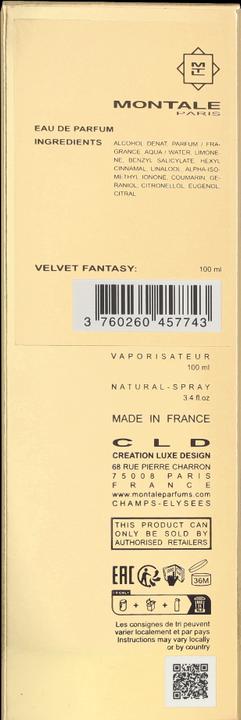 MONTALE
PARIS
EAU DE PARFUM
INGREDIENTS
ALCOHOL DENAT. PARFUM / FRA-
GRANCE. AQUA / WATER. LIMONE-
NE, BENZYL SALICYLATE. HEXYL
CINNAMAL. LINALOOL. ALPHA-ISO-
METHYL IONONE. COUMARIN. GE-
RANIOL. CITRONELLOL. EUGENOL.
CITRAL
VELVET FANTASY:
100 ml
3 760260 457743
VAPORISATEUR
100 ml
NATURAL-SPRAY
3.4 fl.oz
MADE IN FRANCE
CLD
CREATION LUXE DESIGN
68 RUE PIERRE CHARRON
75008 PARIS
FRANCE
www.montaleparfums.com
CHAMPS-ELYSEES
THIS PRODUCT CAN
ONLY BE SOLD BY
AUTHORISED RETAILERS
EAC
36M
Les consignes de tri peuvent
varier localement et par pays
Instructions may vary locally
or by country